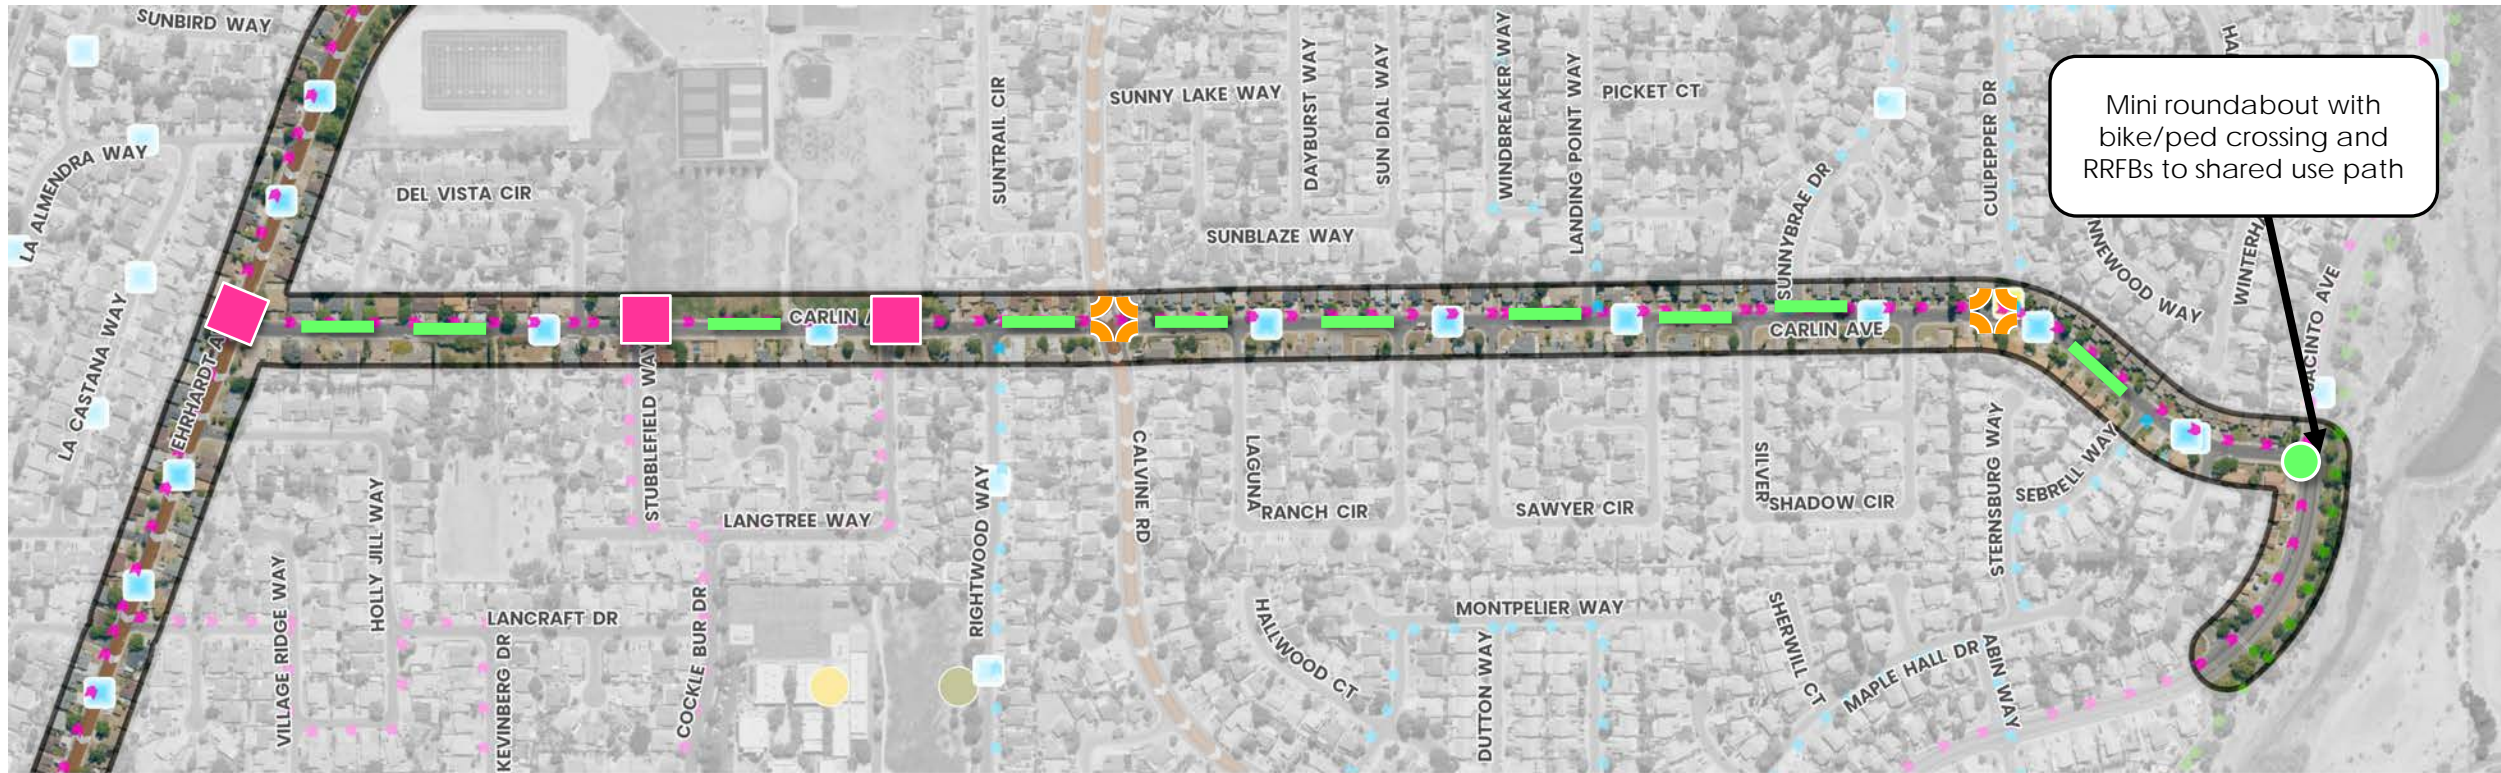 SUNBIRD WAY
LA ALMENDRA WAY
LA CASTANA WAY
EHRHARDT A
DEL VISTA CIR
SUNTRAIL CIR
SUNNY LAKE WAY
DAYBURST WAY
SUN DIAL WAY
SUNBLAZE WAY
WINDBREAKER WAY
LANDING POINT WAY
PICKET CT
SUNNYBRAE DR
CULPEPPER DR
HA
Mini roundabout with
bike/ped crossing and
RRFBs to shared use path
NNEWOOD WAY
WINTERH
ACINTO AVE
CARLIN A
CARLIN AVE
STUBBLEFIELD WAY
HOLLY JILL WAY
VILLAGE RIDGE WAY
LANGTREE WAY
LANCRAFT DR
KEVINBERG DR
COCKLE BUR DR
RIGHTWOOD WAY
CALVINE RD
LAGUNA
RANCH CIR
SAWYER CIR
SILVER
SHADOW CIR
STERNSBURG WAY
SEBRELL WAY
HALLWOOD CT
MONTPELIER WAY
DUTTON WAY
SHERWILL CT
MAPLE HALL DR
ABIN WAY